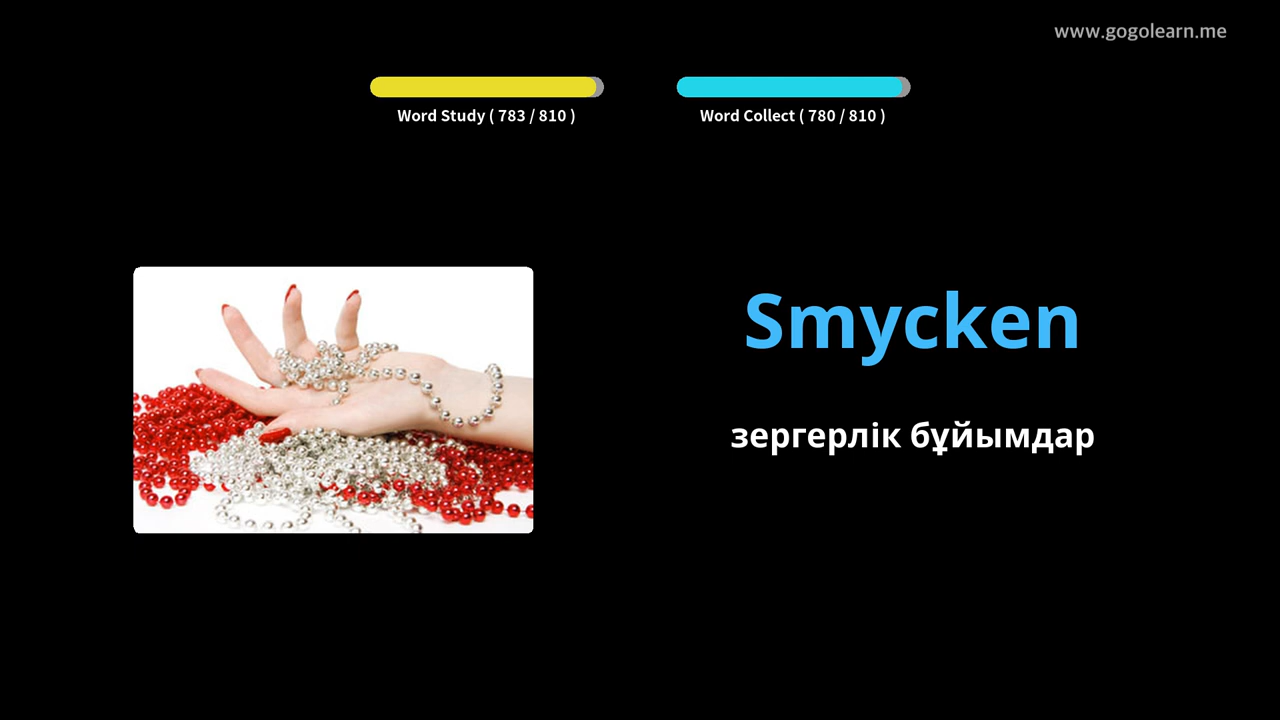 www.gogolearn.me
Word Study ( 783 / 810 )
Word Collect ( 780 / 810 )
Smycken
зергерлік бұйымдар